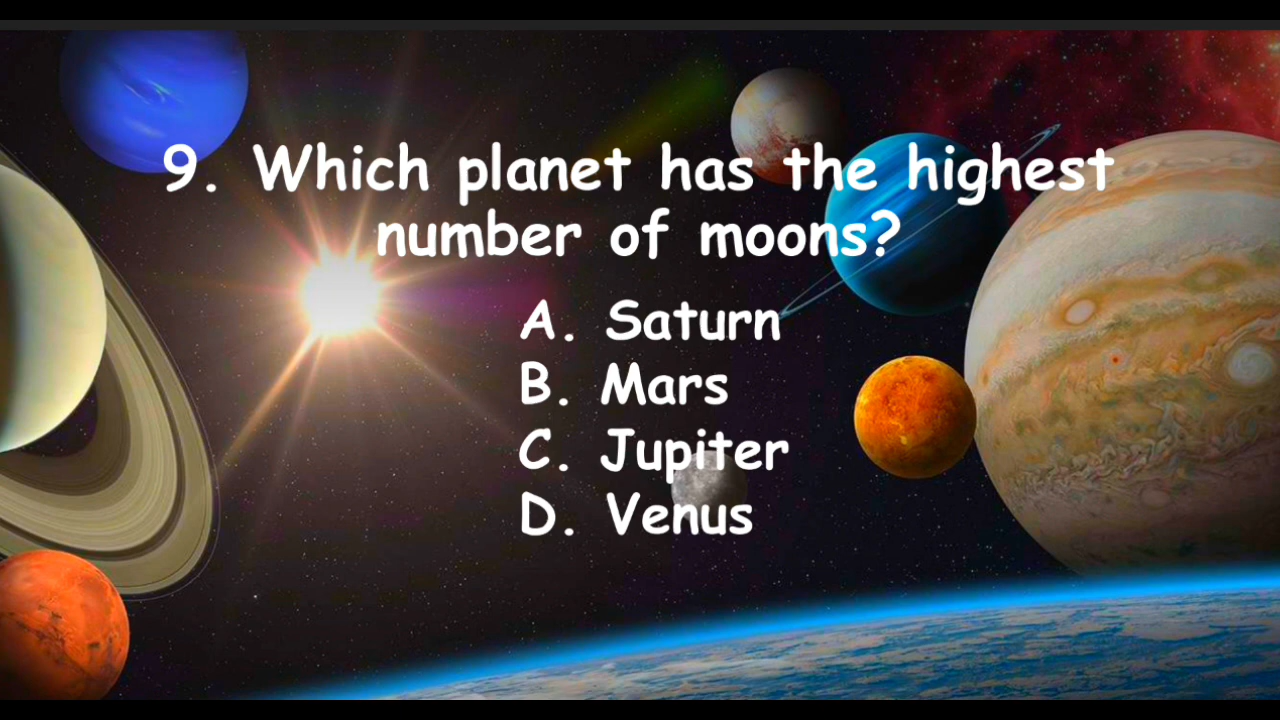 9. Which planet has the highest
number of moons?
A. Saturn
B. Mars
C. Jupiter
D. Venus